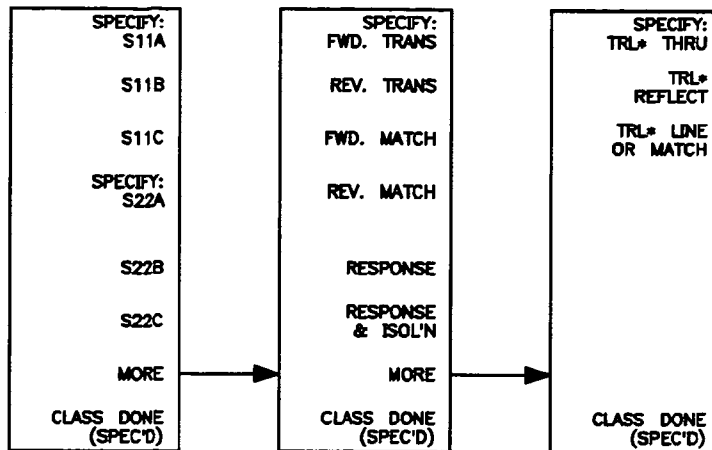 SPECIFY:
S11A
S11B
S11C
SPECIFY:
S22A
S22B
S22C
MORE
CLASS DONE
(SPEC'D)
SPECIFY:
FWD. TRANS
REV. TRANS
FWD. MATCH
REV. MATCH
RESPONSE
RESPONSE
& ISOL'N
MORE
CLASS DONE
(SPEC'D)
SPECIFY:
TRL* THRU
TRL*
REFLECT
TRL* LINE
OR MATCH
CLASS DONE
(SPEC'D)